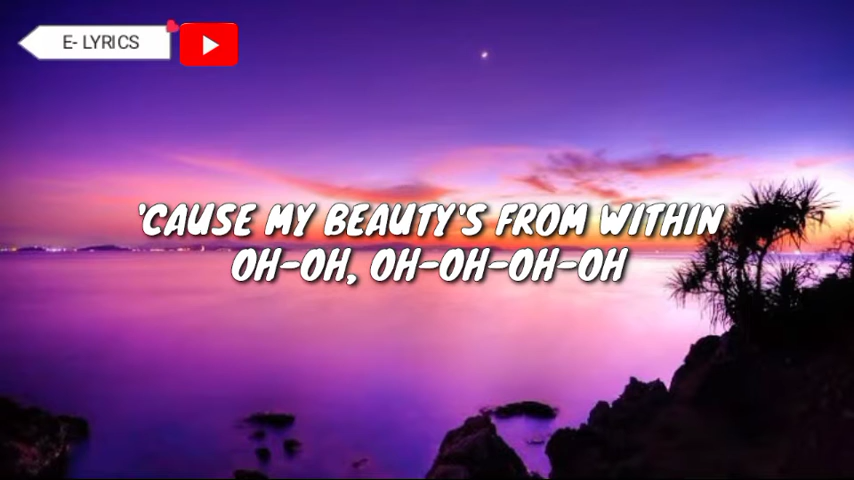 E- LYRICS
'CAUSE MY BEAUTY'S FROM WITHIN
OH-OH, OH-OH-OH-OH